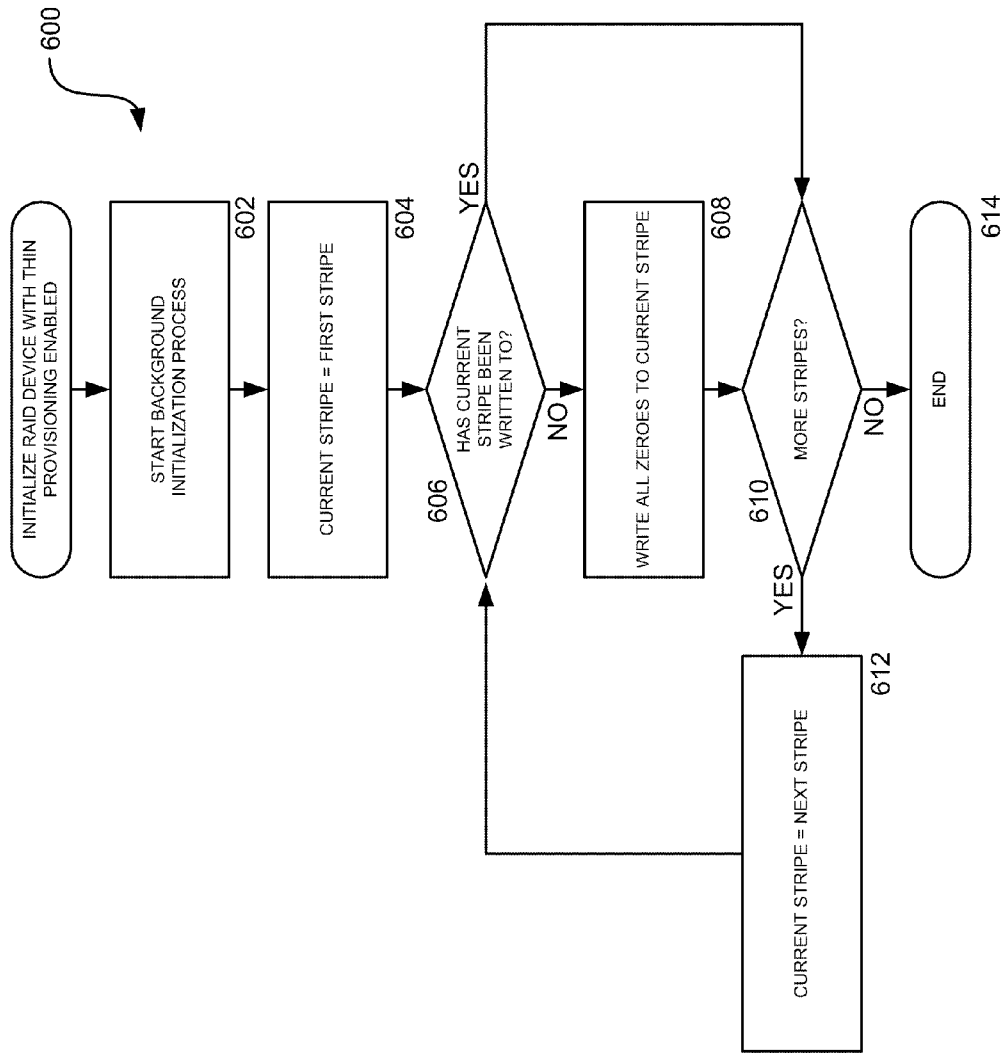 600
INITIALIZE RAID DEVICE WITH THIN
PROVISIONING ENABLED
START BACKGROUND
INITIALIZATION PROCESS
602
CURRENT STRIPE = FIRST STRIPE
604
606
HAS CURRENT
STRIPE BEEN
WRITTEN TO?
YES
NO
WRITE ALL ZEROES TO CURRENT STRIPE
608
610
MORE STRIPES?
YES
NO
CURRENT STRIPE = NEXT STRIPE
612
END
614